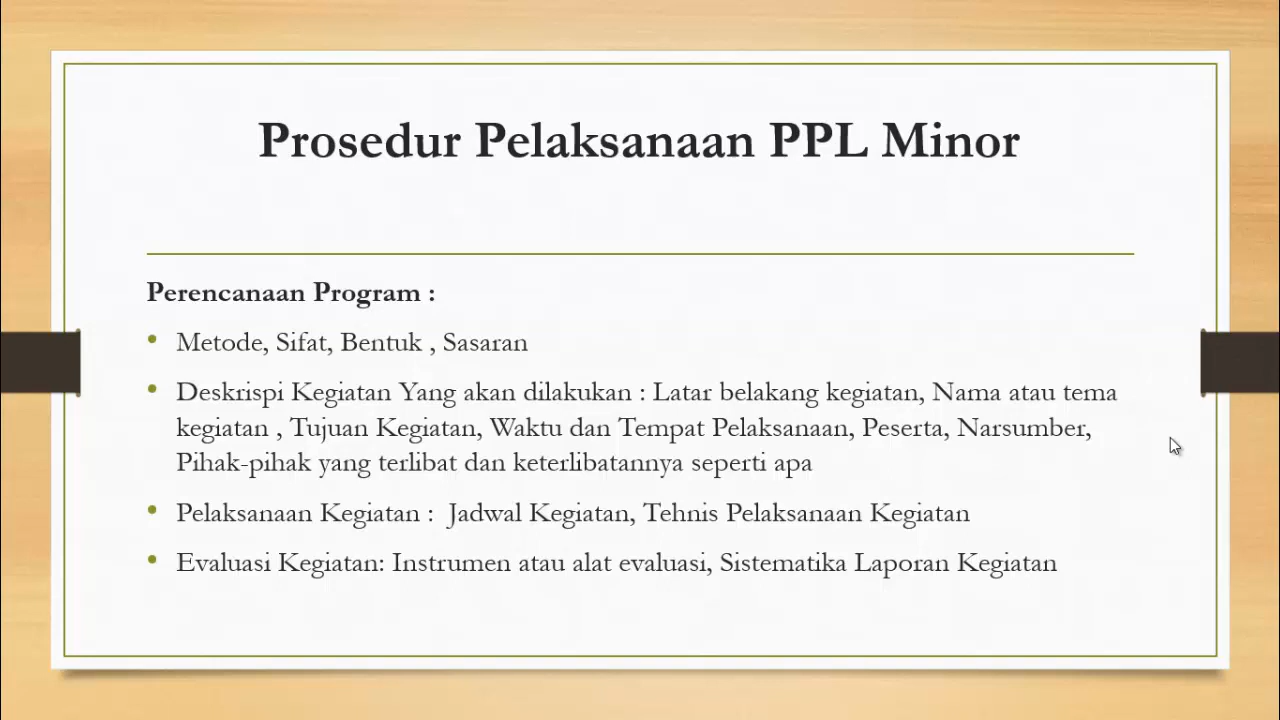 Prosedur Pelaksanaan PPL Minor
Perencanaan Program :
• Metode, Sifat, Bentuk , Sasaran
• Deskrispi Kegiatan Yang akan dilakukan : Latar belakang kegiatan, Nama atau tema
kegiatan , Tujuan Kegiatan, Waktu dan Tempat Pelaksanaan, Peserta, Narsumber,
Pihak-pihak yang terlibat dan keterlibatannya seperti apa
• Pelaksanaan Kegiatan :  Jadwal Kegiatan, Tehnis Pelaksanaan Kegiatan
• Evaluasi Kegiatan: Instrumen atau alat evaluasi, Sistematika Laporan Kegiatan